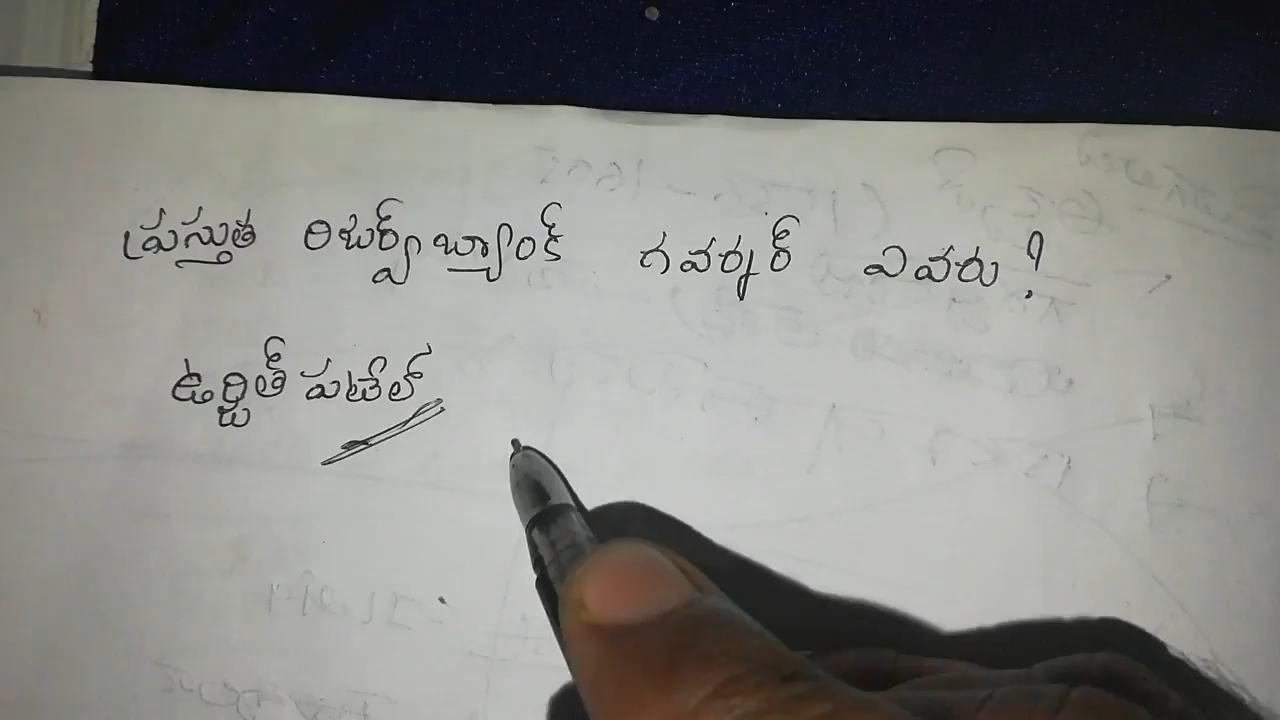 ప్రస్తుత రిజర్వ్ బ్యాంక్ గవర్నర్ ఎవరు?
ఉర్జిత్ పటేల్